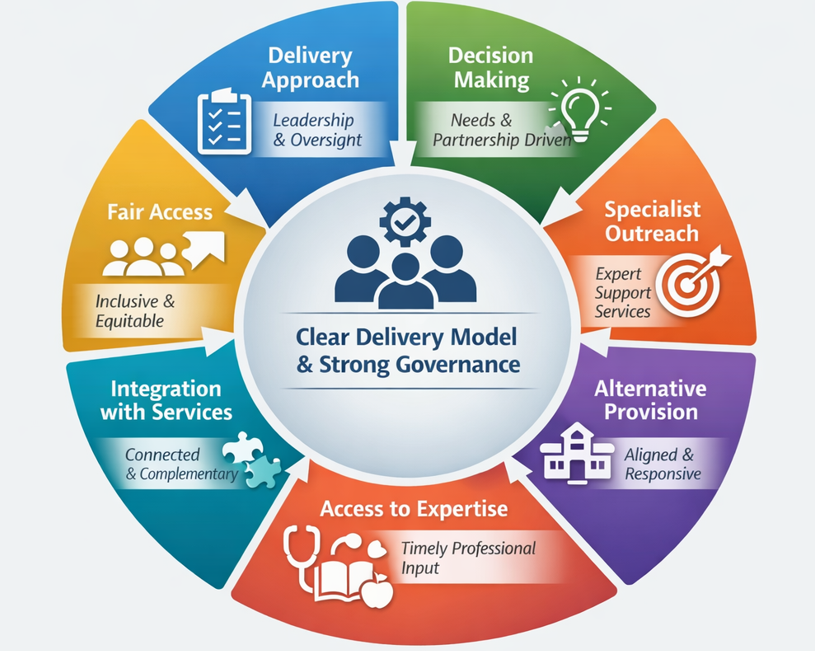 Delivery
Approach
Leadership
& Oversight
Decision
Making
Needs &
Partnership Driven
Specialist
Outreach
Expert
Support
Services
Alternative
Provision
Aligned &
Responsive
Access to Expertise
Timely Professional
Input
Integration
with Services
Connected
& Complementary
Fair Access
Inclusive &
Equitable
Clear Delivery Model
& Strong Governance